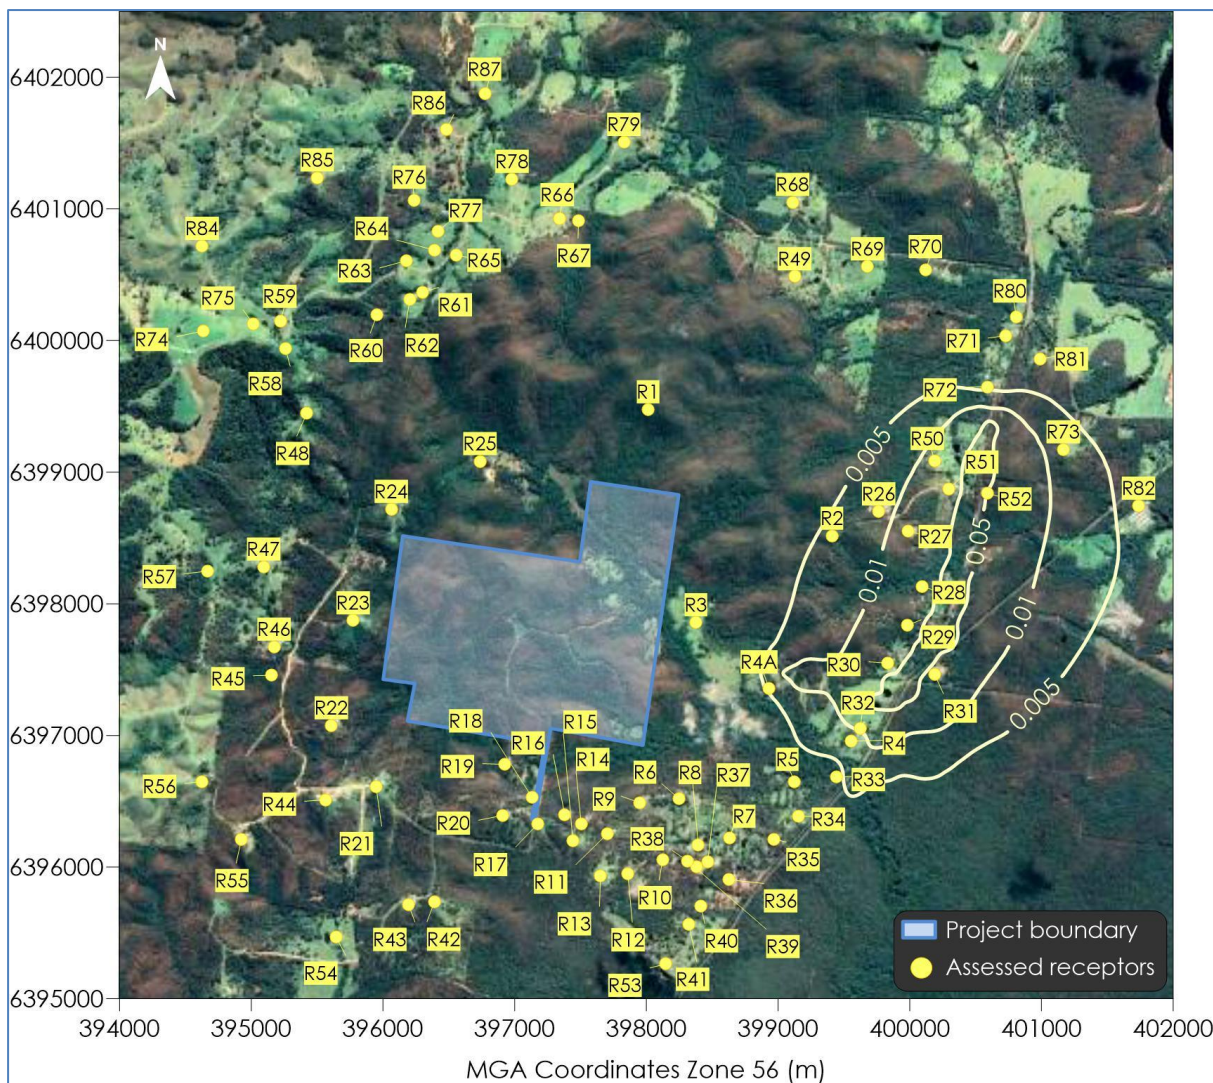 N
6402000
6401000
6400000
6399000
6398000
6397000
6396000
6395000
R87
R86
R79
R85
R76
R78
R66
R68
R77
R64
R84
R67
R65
R63
R49
R69
R70
R75
R59
R61
R80
R74
R60
R62
R71
R81
R58
R72
R1
R48
R25
R50
R73
R51
0.005
R24
R26
R52
R82
R2
R27
0.05
R47
R57
0.01
R28
R23
R3
R46
R29
0.01
R45
R4A
R30
R22
R32
R31
0.005
R18
R15
R16
R14
R4
R19
R5
R6
R8
R37
R33
R56
R9
R44
R7
R34
R20
R38
R21
R17
R35
R55
R11
R10
R36
R13
R43
R42
R12
R40
R39
R54
R53
R41
Project boundary
Assessed receptors
394000
395000
396000
397000
398000
399000
400000
401000
402000
MGA Coordinates Zone 56 (m)